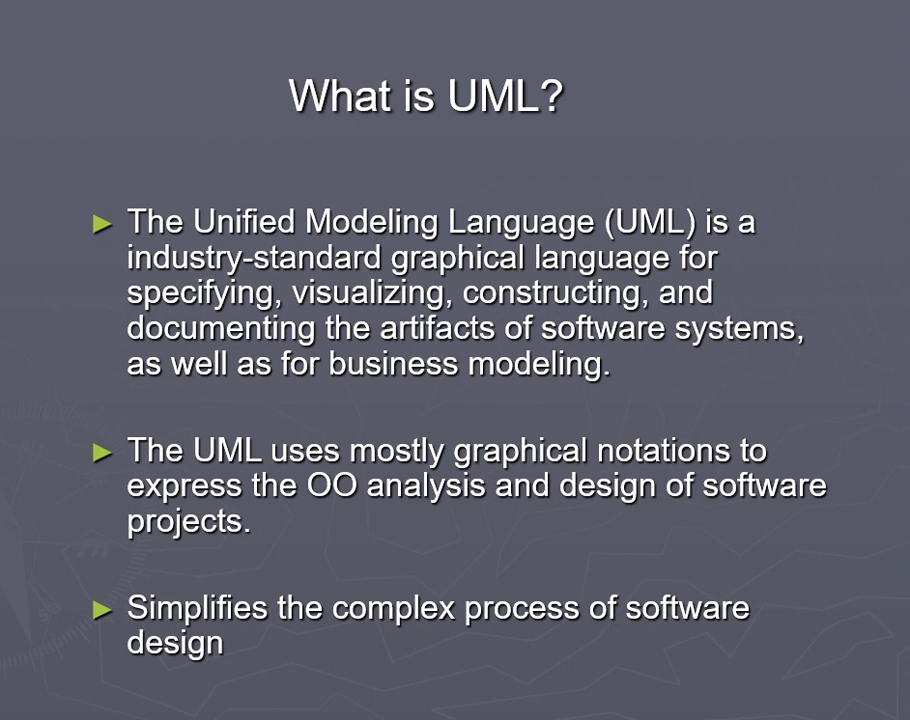 What is UML?
► The Unified Modeling Language (UML) is a
industry-standard graphical language for
specifying, visualizing, constructing, and
documenting the artifacts of software systems,
as well as for business modeling.
► The UML uses mostly graphical notations to
express the OO analysis and design of software
projects.
► Simplifies the complex process of software
design